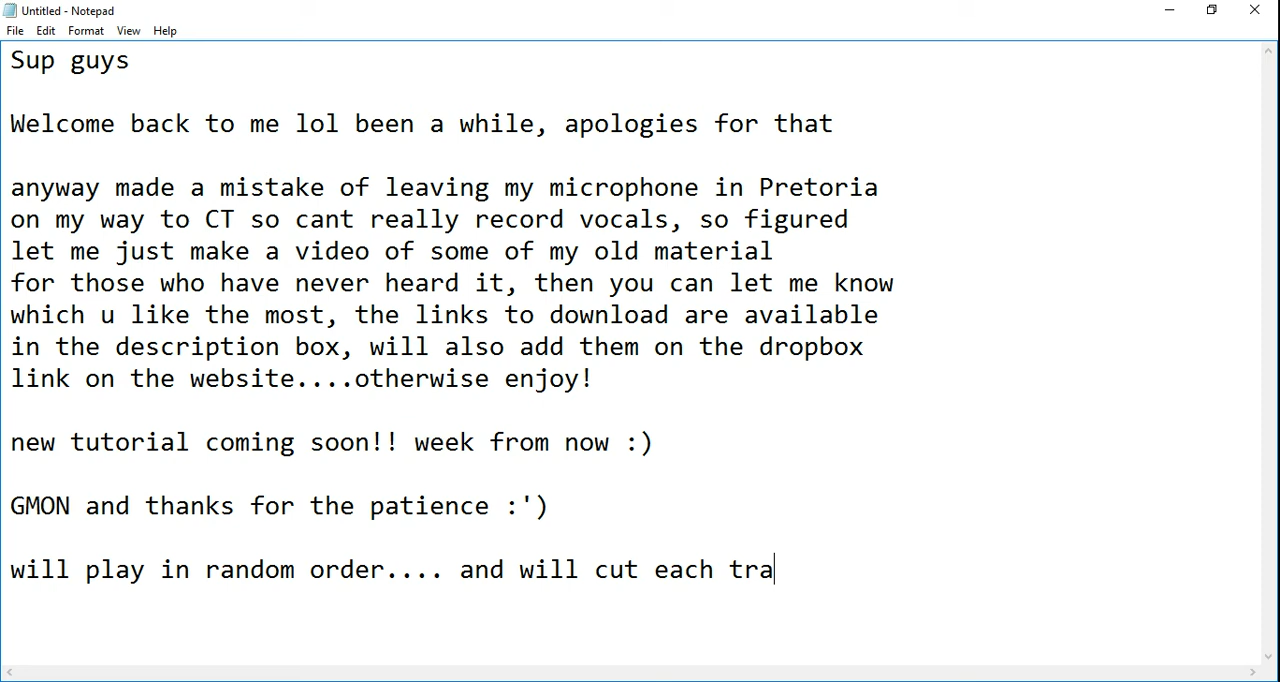 Untitled - Notepad
File Edit Format View Help
Sup guys
Welcome back to me lol been a while, apologies for that
anyway made a mistake of leaving my microphone in Pretoria
on my way to CT so cant really record vocals, so figured
let me just make a video of some of my old material
for those who have never heard it, then you can let me know
which u like the most, the links to download are available
in the description box, will also add them on the dropbox
link on the website....otherwise enjoy!
new tutorial coming soon!! week from now :)
GMON and thanks for the patience :')
will play in random order.... and will cut each tra